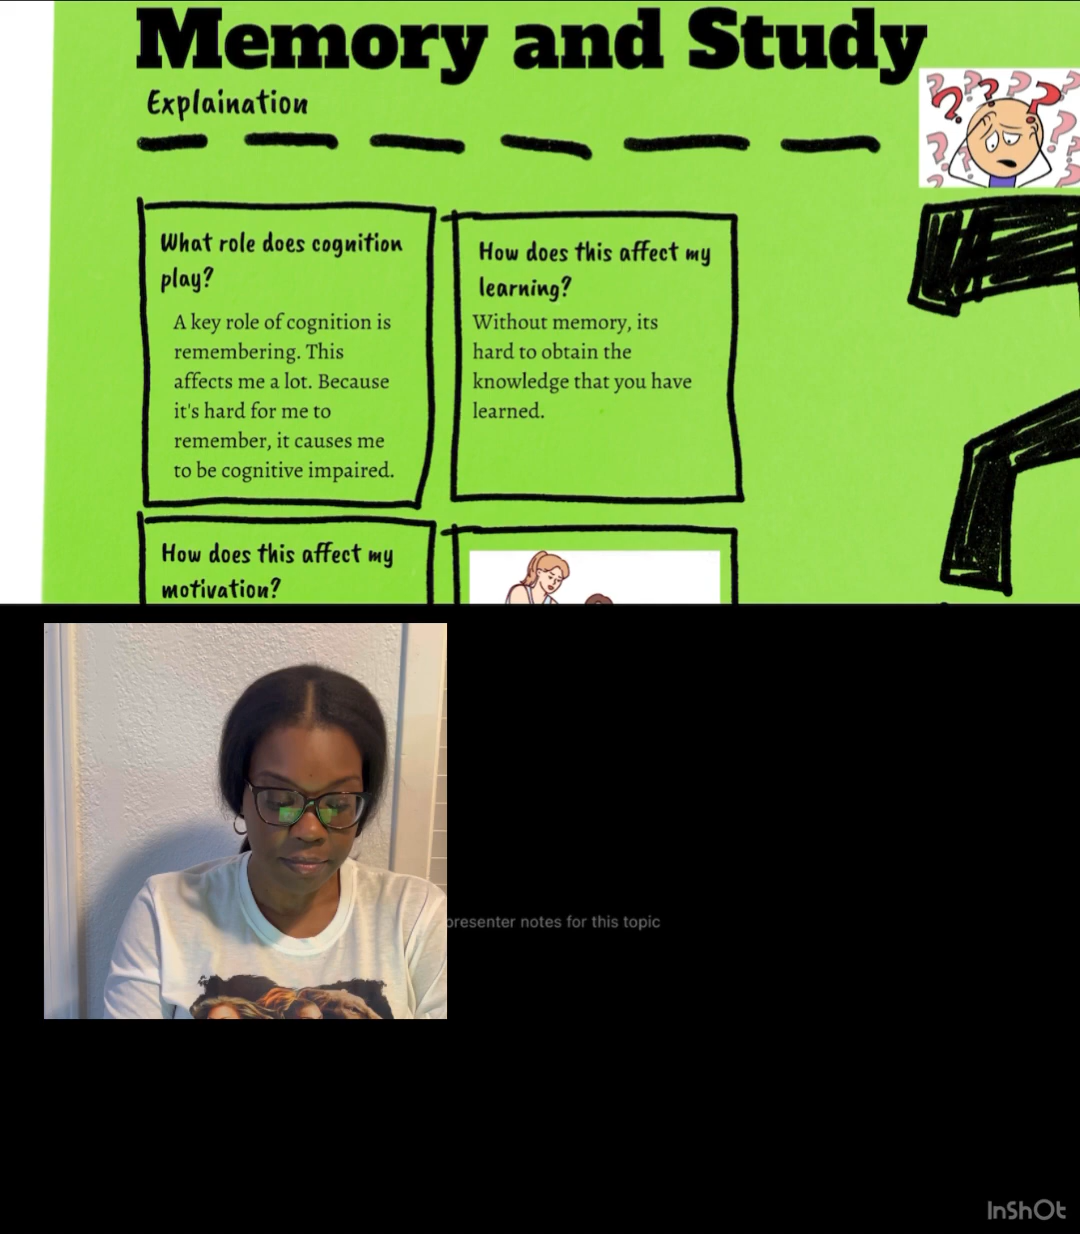 Memory and Study
Explaination
What role does cognition
play?
A key role of cognition is
remembering. This
affects me a lot. Because
it's hard for me to
remember, it causes me
to be cognitive impaired.
How does this affect my
learning?
Without memory, its
hard to obtain the
knowledge that you have
learned.
How does this affect my
motivation?
presenter notes for this topic
InShOt